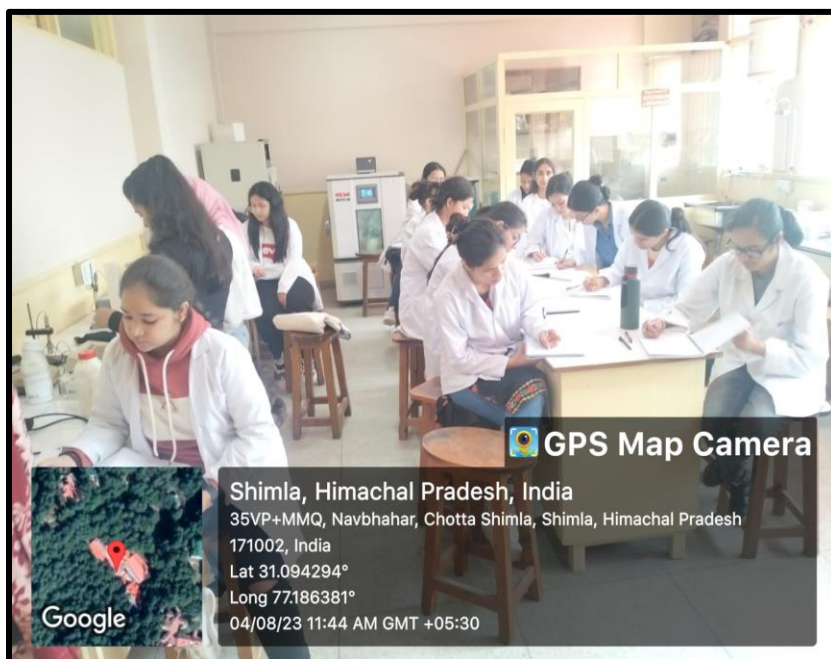 GPS Map Camera
Shimla, Himachal Pradesh, India
35VP+MMQ, Navbhahar, Chotta Shimla, Shimla, Himachal Pradesh
171002, India
Lat 31.094294°
Long 77.186381°
04/08/23 11:44 AM GMT +05:30
Google